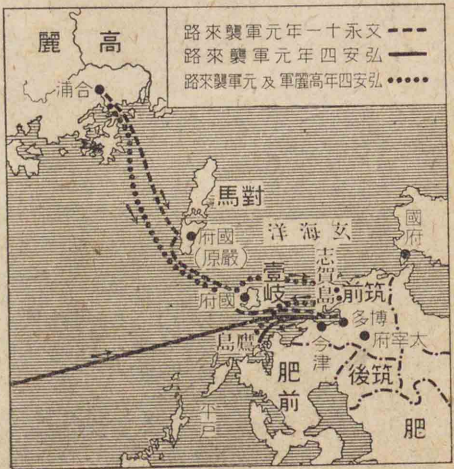 文永十一年元軍襲來路
弘安四年元軍襲來路
弘安四年高麗軍及元軍襲來路
高麗
合浦
對馬
國府
(嚴原)
玄海洋
國府
志賀島
壹岐
國府
筑前
博多
太宰府
今津
鷹島
筑後
肥前
平戸
肥